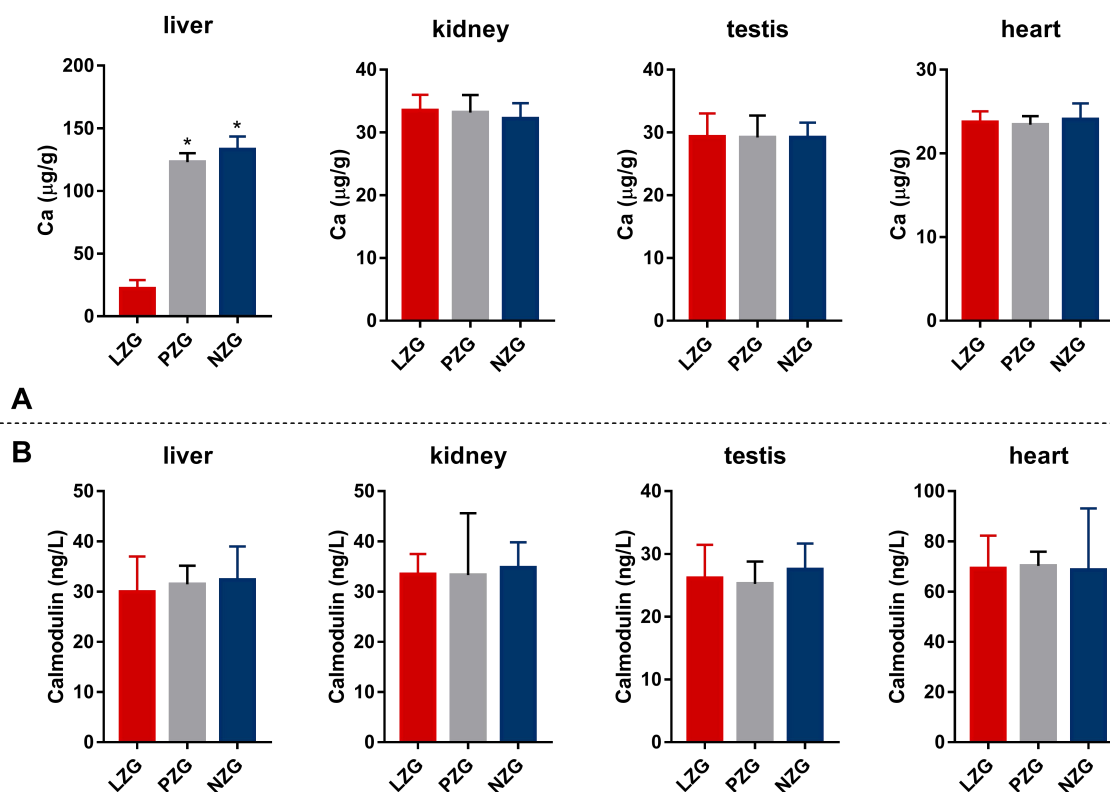 liver
kidney
testis
heart
Ca (μg/g)
200
150
100
50
0
*
*
LZG
PZG
NZG
Ca (μg/g)
40
30
20
10
0
LZG
PZG
NZG
Ca (μg/g)
40
30
20
10
0
LZG
PZG
NZG
Ca (μg/g)
30
20
10
0
LZG
PZG
NZG
A
B
liver
kidney
testis
heart
Calmodulin (ng/L)
50
40
30
20
10
0
LZG
PZG
NZG
Calmodulin (ng/L)
50
40
30
20
10
0
LZG
PZG
NZG
Calmodulin (ng/L)
40
30
20
10
0
LZG
PZG
NZG
Calmodulin (ng/L)
100
80
60
40
20
0
LZG
PZG
NZG